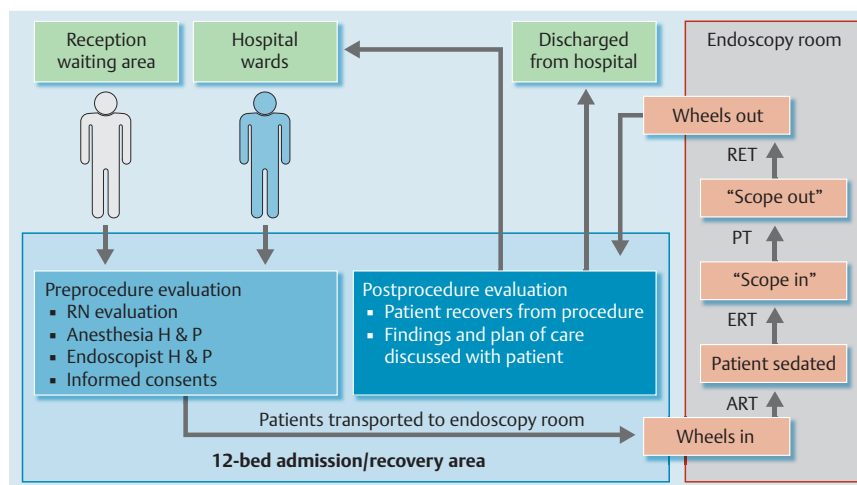 Reception
waiting area
Hospital
wards
Discharged
from hospital
Endoscopy room
Wheels out
RET
“Scope out”
PT
“Scope in”
ERT
Patient sedated
ART
Wheels in
Preprocedure evaluation
▪ RN evaluation
▪ Anesthesia H & P
▪ Endoscopist H & P
▪ Informed consents
Postprocedure evaluation
▪ Patient recovers from procedure
▪ Findings and plan of care
discussed with patient
Patients transported to endoscopy room
12-bed admission/recovery area